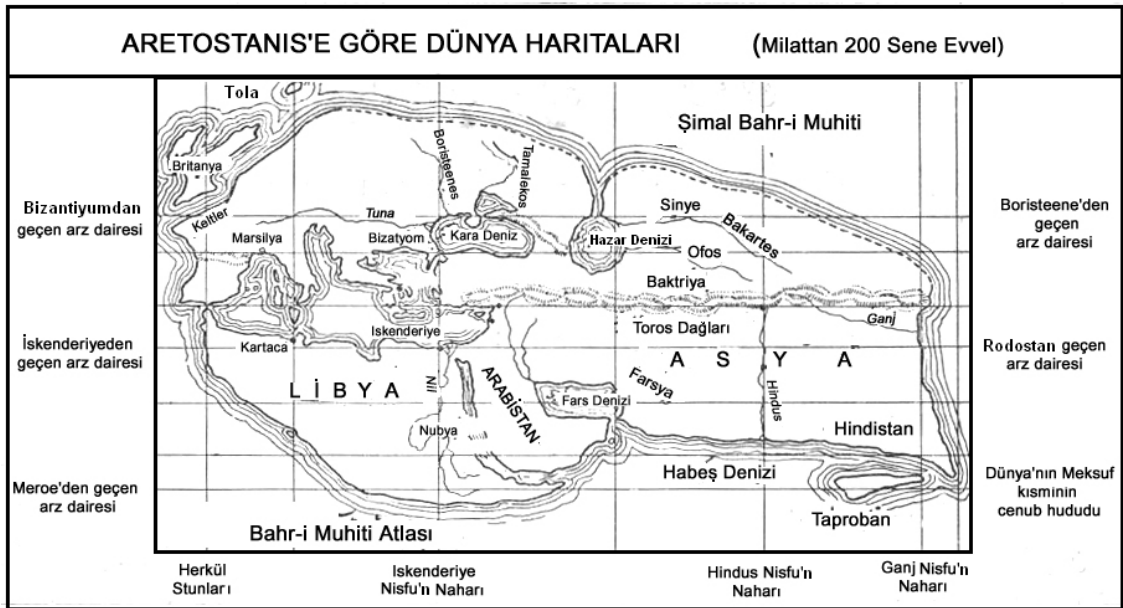 ARETOSTANIS'E GÖRE DÜNYA HARITALARI (Milattan 200 Sene Evvel)
Tola
Şimal Bahr-i Muhiti
Britanya
Boristeenes
Tamalekos
Bizantiyumdan
geçen arz dairesi
Keltler
Tuna
Marsilya
Bizatyom
Kara Deniz
Hazar Denizi
Sinye
Bakartes
Ofos
Baktriya
Boristeene'den
geçen
arz dairesi
İskenderiyeden
geçen arz dairesi
Kartaca
Iskenderiye
Toros Dağları
Ganj
Rodostan geçen
arz dairesi
LİBYA
Nil
ARABİSTAN
ASYA
Farsya
Fars Denizi
Hindus
Nubya
Hindistan
Meroe'den geçen
arz dairesi
Habeş Denizi
Taproban
Dünya'nın Meksuf
kısminin
cenub hududu
Bahr-i Muhiti Atlası
Herkül
Stunları
Iskenderiye
Nisfu'n Naharı
Hindus Nisfu'n
Naharı
Ganj Nisfu'n
Naharı